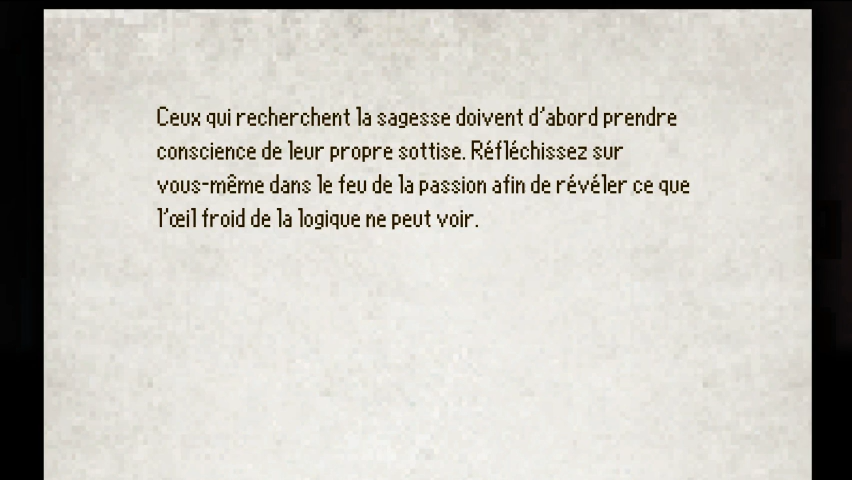 Ceux qui recherchent la sagesse doivent d'abord prendre
conscience de leur propre sottise. Réfléchissez sur
vous-même dans le feu de la passion afin de révéler ce que
l'œil froid de la logique ne peut voir.